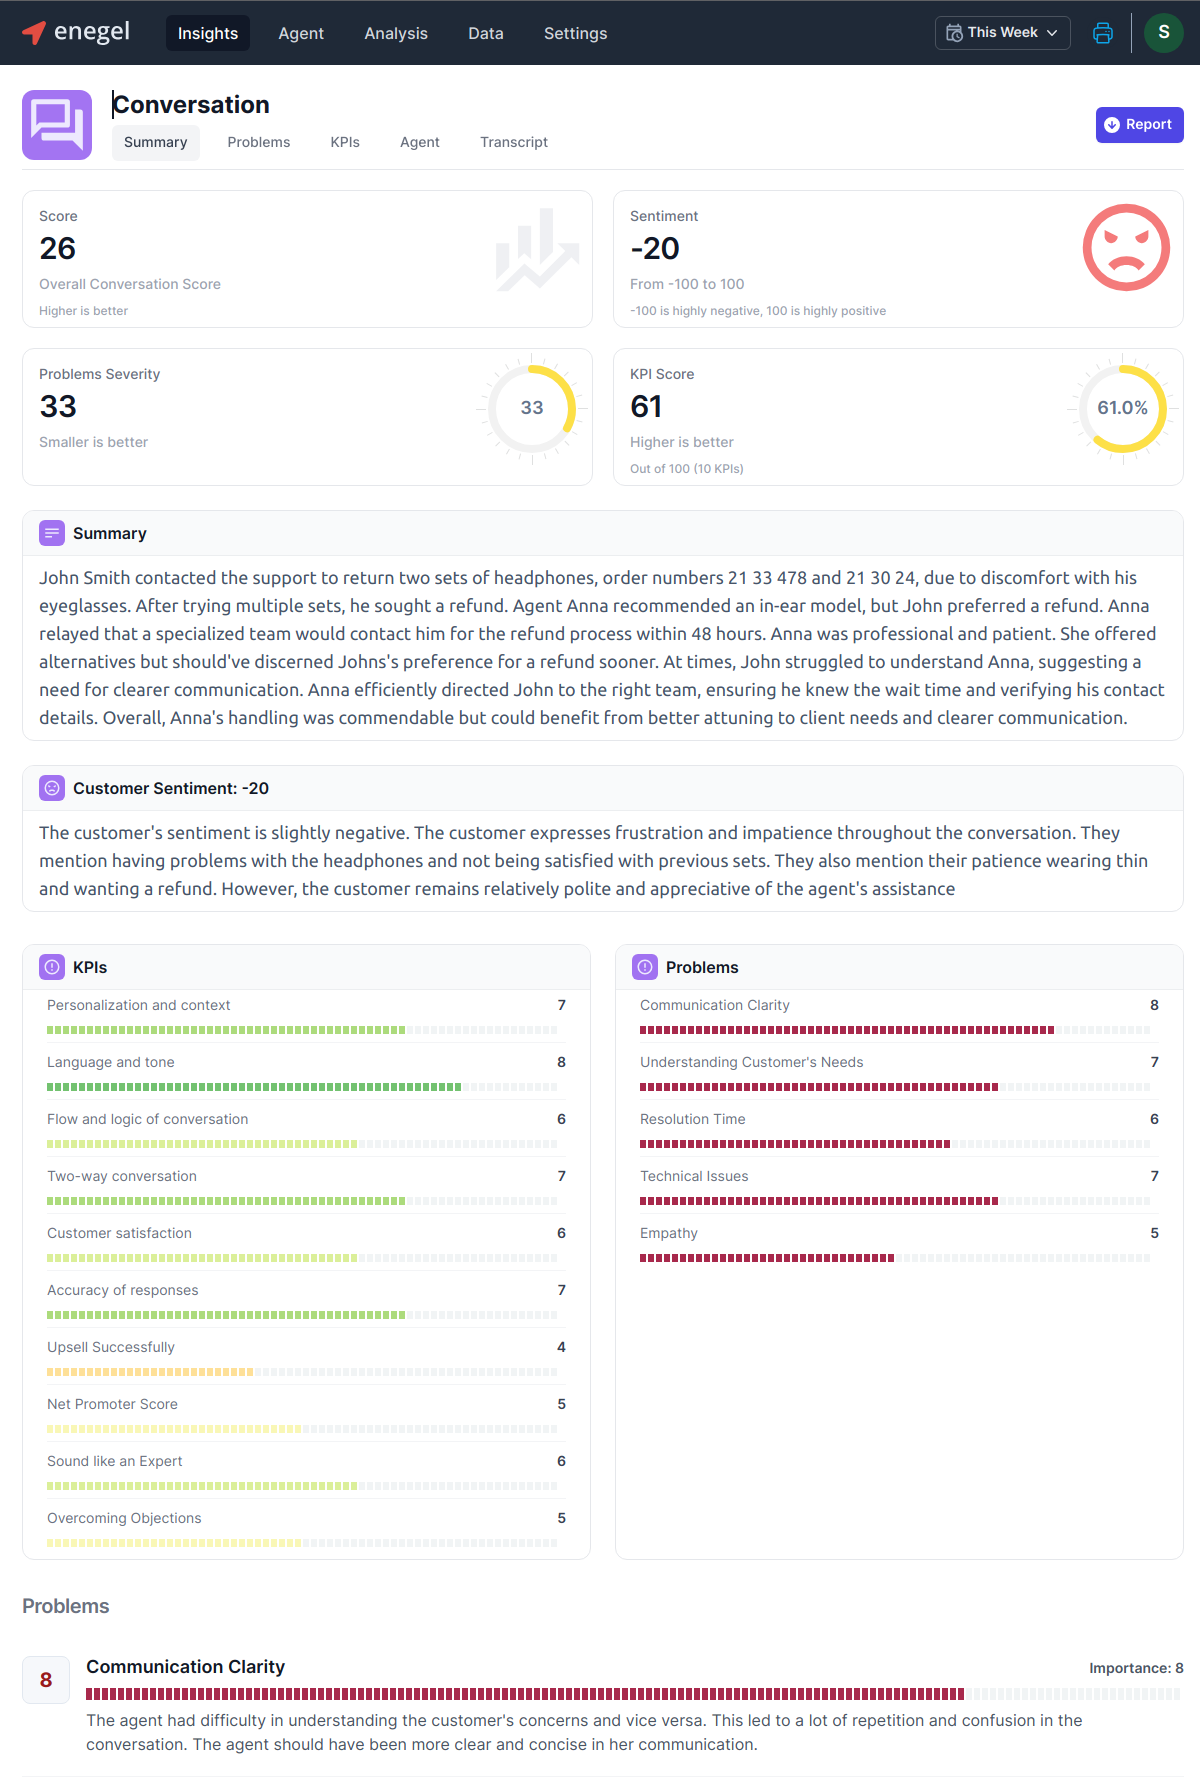 enegel
Insights
Agent
Analysis
Data
Settings
This Week
S
Conversation
Summary
Problems
KPIs
Agent
Transcript
Report
Score
26
Overall Conversation Score
Higher is better
Sentiment
-20
From -100 to 100
-100 is highly negative, 100 is highly positive
Problems Severity
33
Smaller is better
33
KPI Score
61
Higher is better
Out of 100 (10 KPIs)
61.0%
Summary
John Smith contacted the support to return two sets of headphones, order numbers 21 33 478 and 21 30 24, due to discomfort with his
eyeglasses. After trying multiple sets, he sought a refund. Agent Anna recommended an in-ear model, but John preferred a refund. Anna
relayed that a specialized team would contact him for the refund process within 48 hours. Anna was professional and patient. She offered
alternatives but should've discerned Johns's preference for a refund sooner. At times, John struggled to understand Anna, suggesting a
need for clearer communication. Anna efficiently directed John to the right team, ensuring he knew the wait time and verifying his contact
details. Overall, Anna's handling was commendable but could benefit from better attuning to client needs and clearer communication.
Customer Sentiment: -20
The customer's sentiment is slightly negative. The customer expresses frustration and impatience throughout the conversation. They
mention having problems with the headphones and not being satisfied with previous sets. They also mention their patience wearing thin
and wanting a refund. However, the customer remains relatively polite and appreciative of the agent's assistance
KPIs
Personalization and context 7
Language and tone 8
Flow and logic of conversation 6
Two-way conversation 7
Customer satisfaction 6
Accuracy of responses 7
Upsell Successfully 4
Net Promoter Score 5
Sound like an Expert 6
Overcoming Objections 5
Problems
Communication Clarity 8
Understanding Customer's Needs 7
Resolution Time 6
Technical Issues 7
Empathy 5
Problems
8
Communication Clarity
Importance: 8
The agent had difficulty in understanding the customer's concerns and vice versa. This led to a lot of repetition and confusion in the
conversation. The agent should have been more clear and concise in her communication.